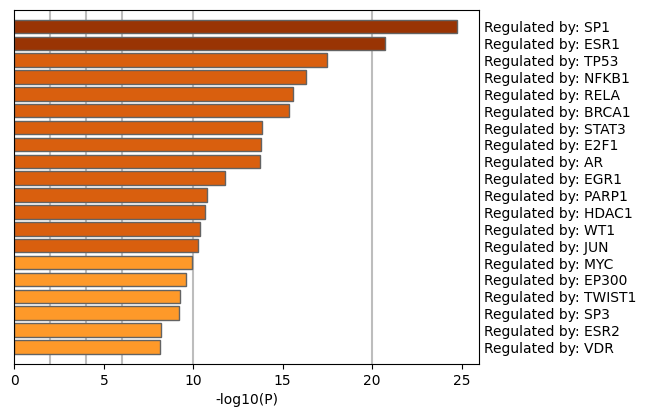 Regulated by: SP1
Regulated by: ESR1
Regulated by: TP53
Regulated by: NFKB1
Regulated by: RELA
Regulated by: BRCA1
Regulated by: STAT3
Regulated by: E2F1
Regulated by: AR
Regulated by: EGR1
Regulated by: PARP1
Regulated by: HDAC1
Regulated by: WT1
Regulated by: JUN
Regulated by: MYC
Regulated by: EP300
Regulated by: TWIST1
Regulated by: SP3
Regulated by: ESR2
Regulated by: VDR
0 5 10 15 20 25
-log10(P)